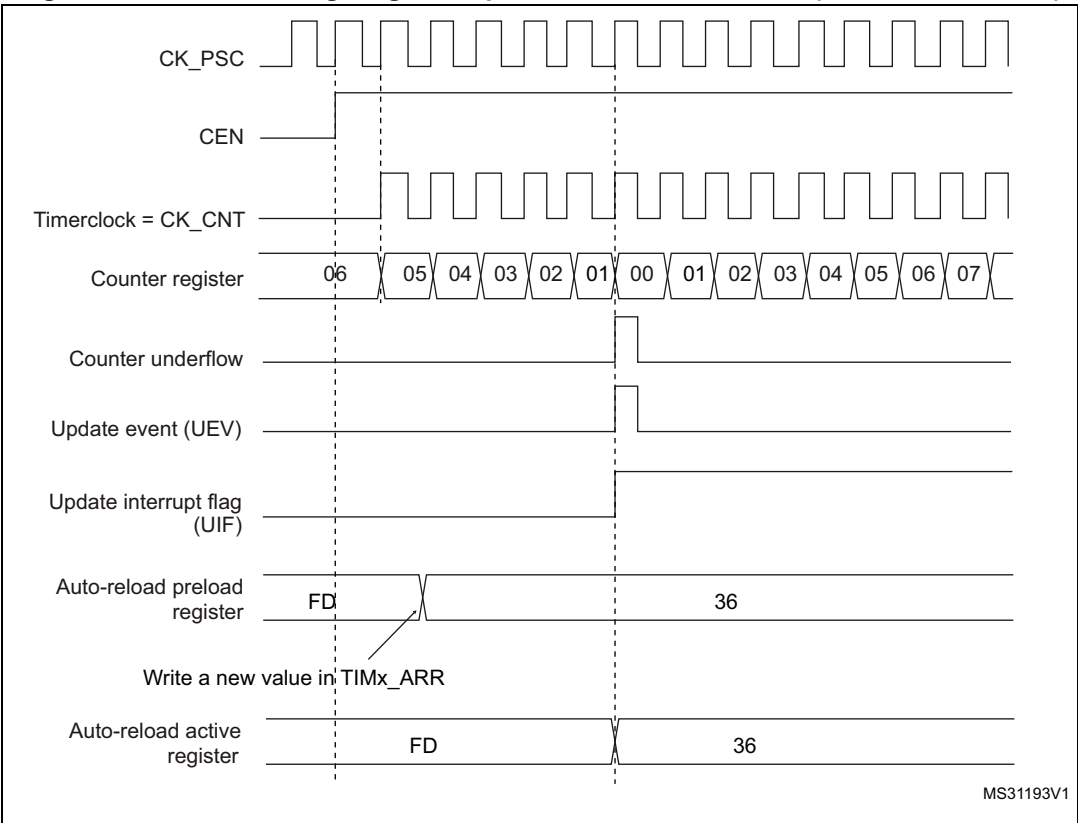 CK_PSC
CEN
Timerclock = CK_CNT
Counter register 06 05 04 03 02 01 00 01 02 03 04 05 06 07
Counter underflow
Update event (UEV)
Update interrupt flag
(UIF)
Auto-reload preload
register
FD 36
Write a new value in TIMx_ARR
Auto-reload active
register
FD 36
MS31193V1